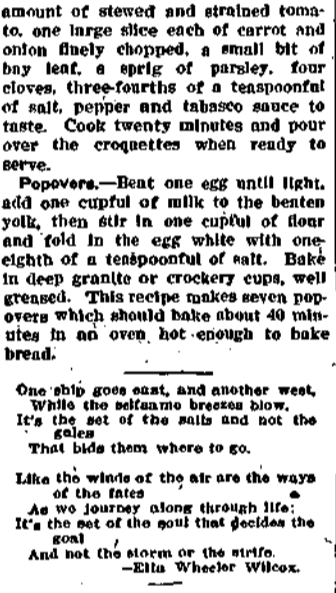 amount of stewed and strained toma-
to, one large slice each of carrot and
onion finely chopped, a small bit of
bay leaf, a sprig of parsley, four
cloves, three-fourths of a teaspoonful
of salt, pepper and tabasco sauce to
taste. Cook twenty minutes and pour
over the croquettes when ready to
serve.
Popovers.—Beat one egg until light,
add one cupful of milk to the beaten
yolk, then stir in one cupful of flour
and fold in the egg white with one-
eighth of a teaspoonful of salt. Bake
in deep granite or crockery cups, well
greased. This recipe makes seven pop-
overs which should bake about 40 min-
utes in an oven hot enough to bake
bread.
One ship goes east, and another west,
While the selfsame breezes blow.
It's the set of the sails and not the
gales
That bids them where to go.
Like the winds of the air are the ways
of the fates
As we journey along through life;
It's the set of the soul that decides the
goal
And not the storm or the strife.
—Ella Wheeler Wilcox.